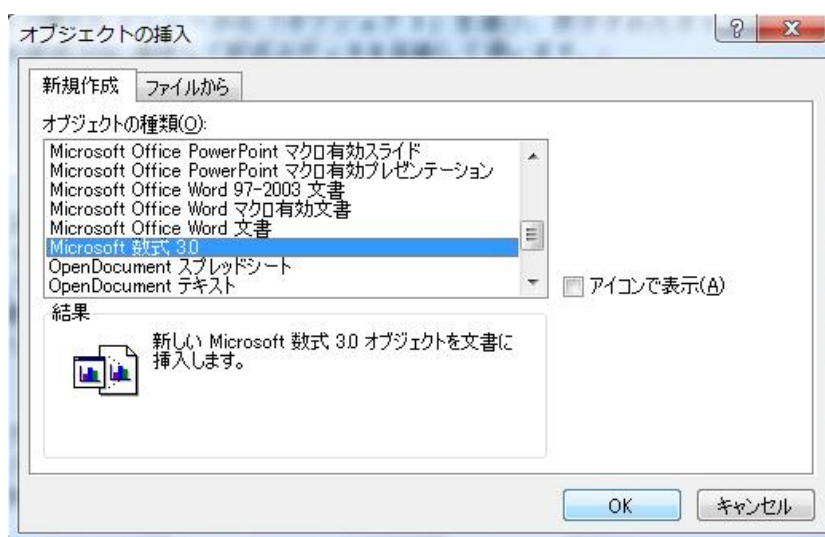 オブジェクトの挿入
新規作成
ファイルから
オブジェクトの種類(O):
Microsoft Office PowerPoint マクロ有効スライド
Microsoft Office PowerPoint マクロ有効プレゼンテーション
Microsoft Office Word 97-2003 文書
Microsoft Office Word マクロ有効文書
Microsoft Office Word 文書
Microsoft 数式 3.0
OpenDocument スプレッドシート
OpenDocument テキスト
アイコンで表示(A)
結果
新しい Microsoft 数式 3.0 オブジェクトを文書に
挿入します。
OK
キャンセル